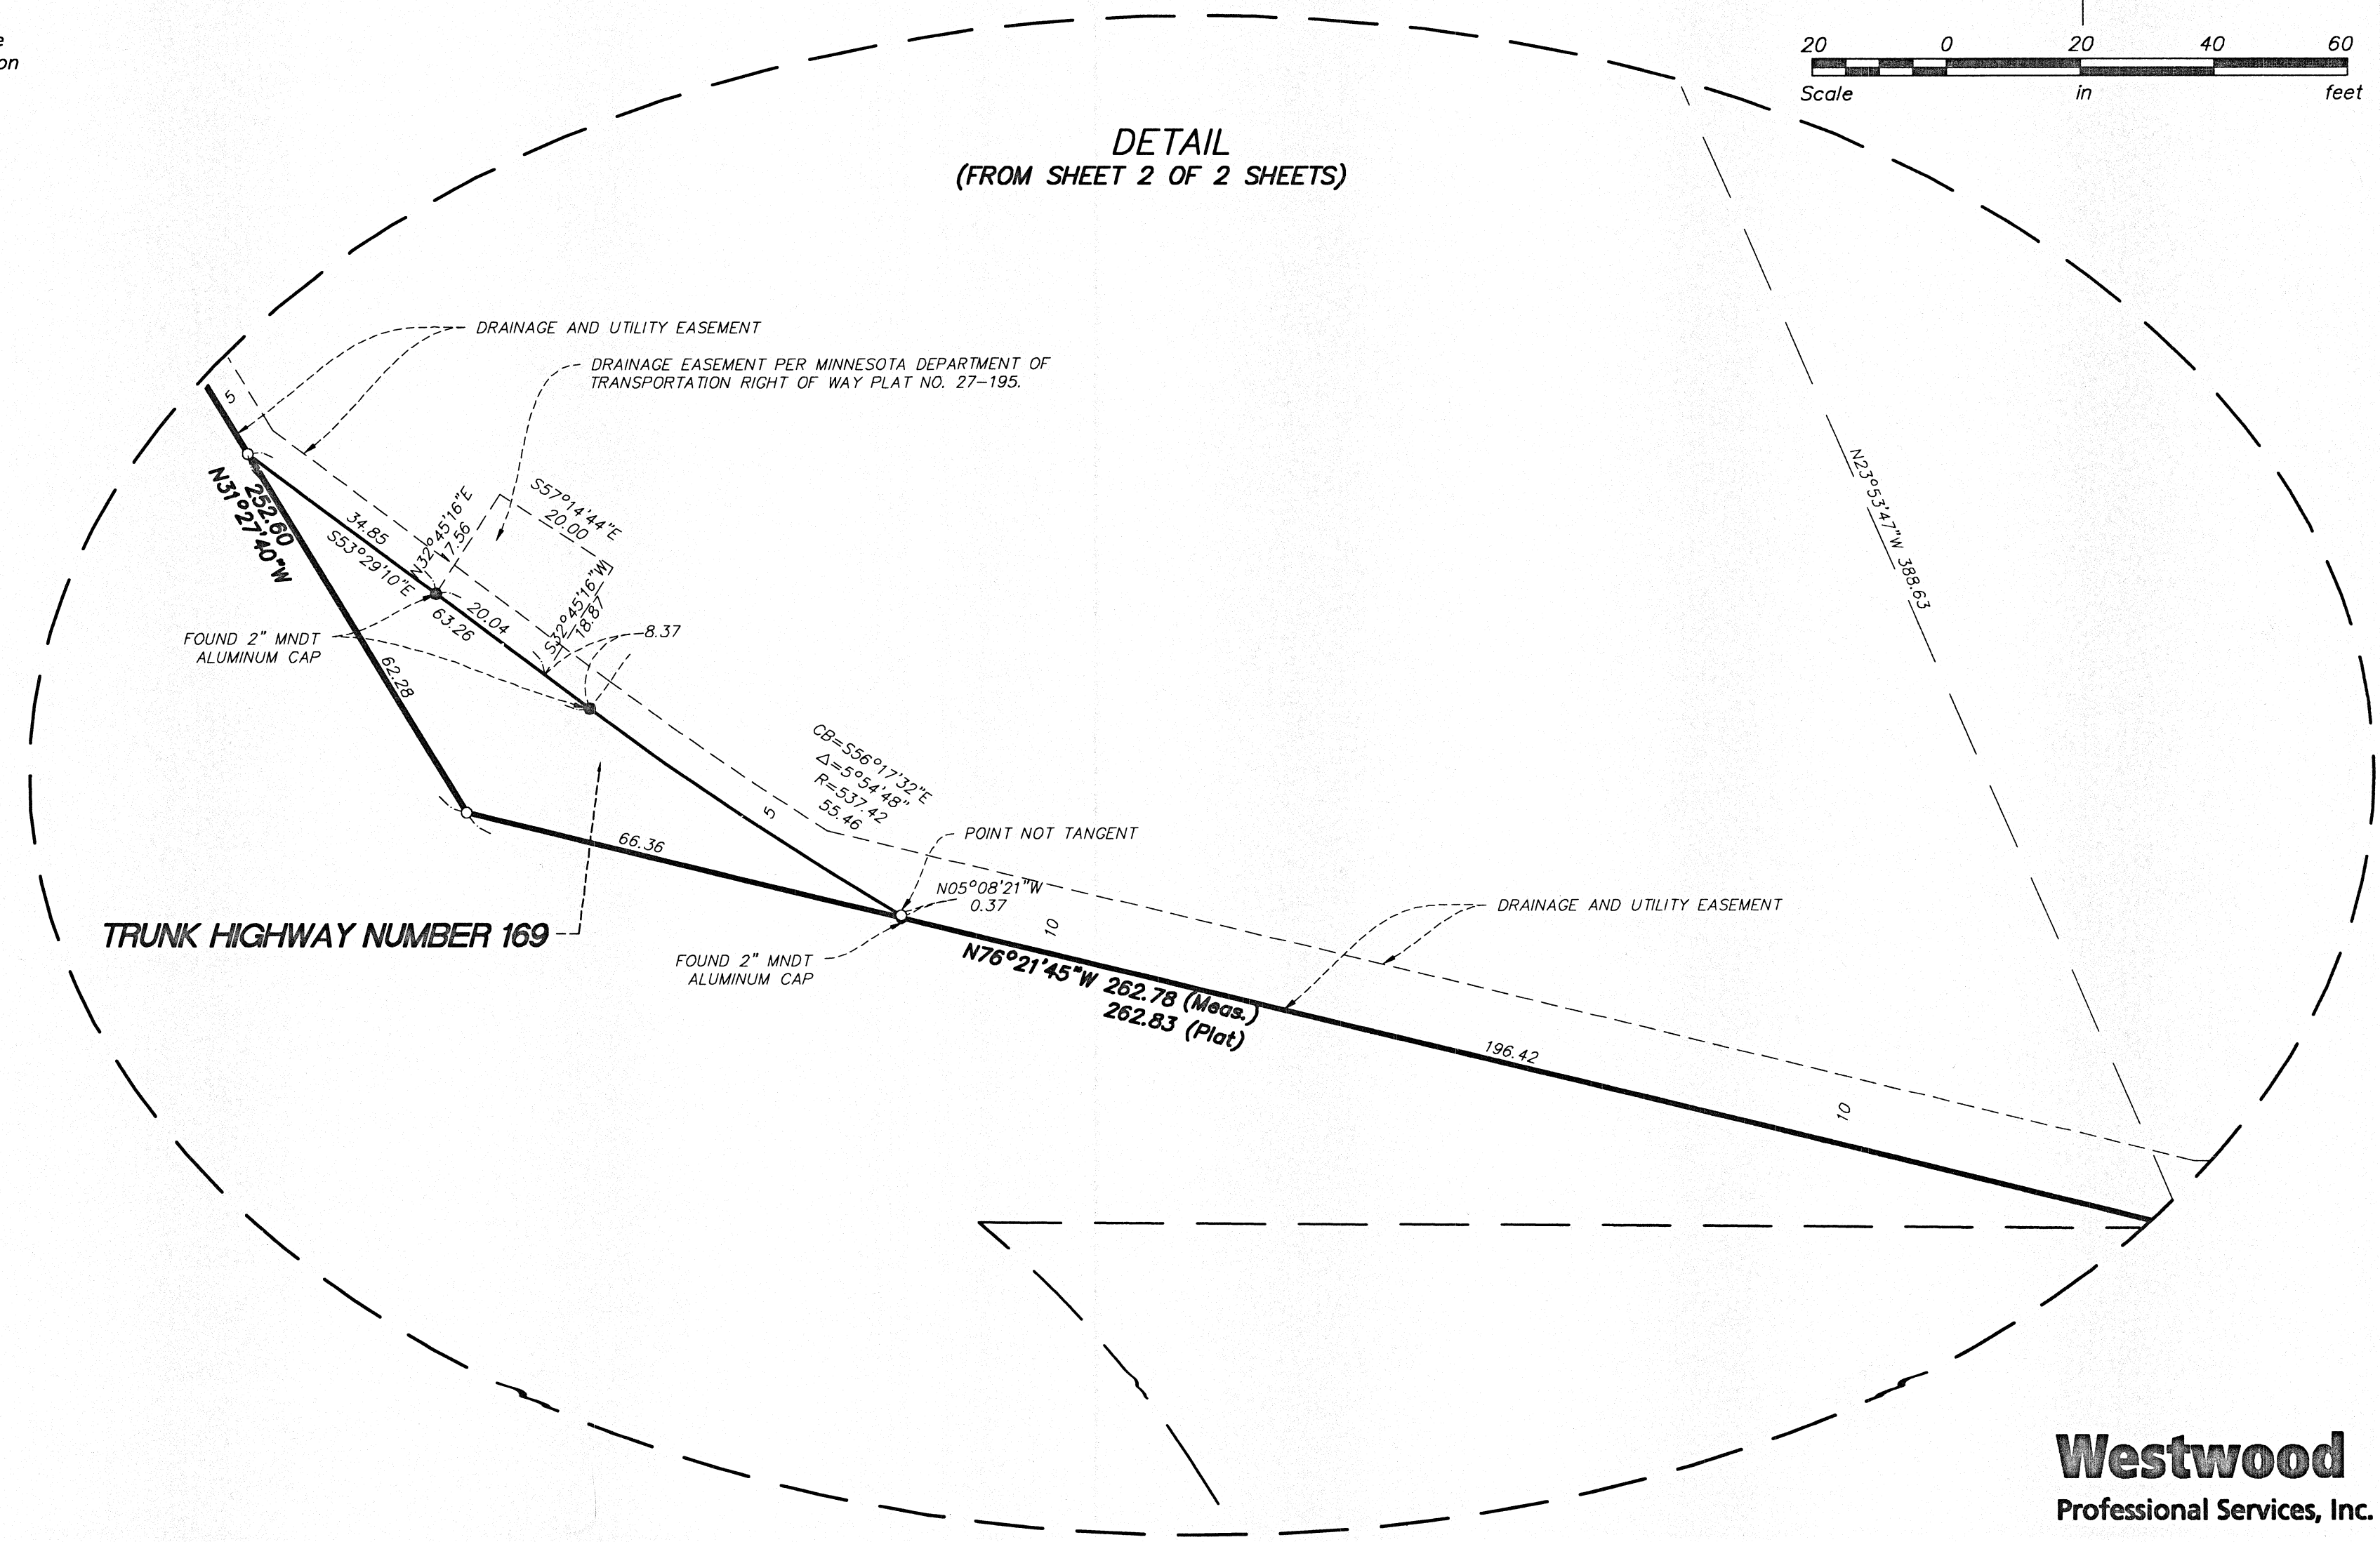 e
on
20 0 20 40 60
Scale in feet
DETAIL
(FROM SHEET 2 OF 2 SHEETS)
DRAINAGE AND UTILITY EASEMENT
DRAINAGE EASEMENT PER MINNESOTA DEPARTMENT OF
TRANSPORTATION RIGHT OF WAY PLAT NO. 27-195.
5
252.60
N31°27'40"W
34.85
S53°29'10"E
63.26
N32°45'16"E
17.56
S57°14'44"E
20.00
20.04
S32°45'16"W
18.87
8.37
FOUND 2" MNDT
ALUMINUM CAP
62.28
N23°53'47"W 388.63
CB=S56°17'32"E
Δ=5°54'48"
R=537.42
55.46
5
66.36
POINT NOT TANGENT
N05°08'21"W
0.37
TRUNK HIGHWAY NUMBER 169
FOUND 2" MNDT
ALUMINUM CAP
10
N76°21'45"W 262.78 (Meas.)
262.83 (Plat)
DRAINAGE AND UTILITY EASEMENT
196.42
10
Westwood
Professional Services, Inc.